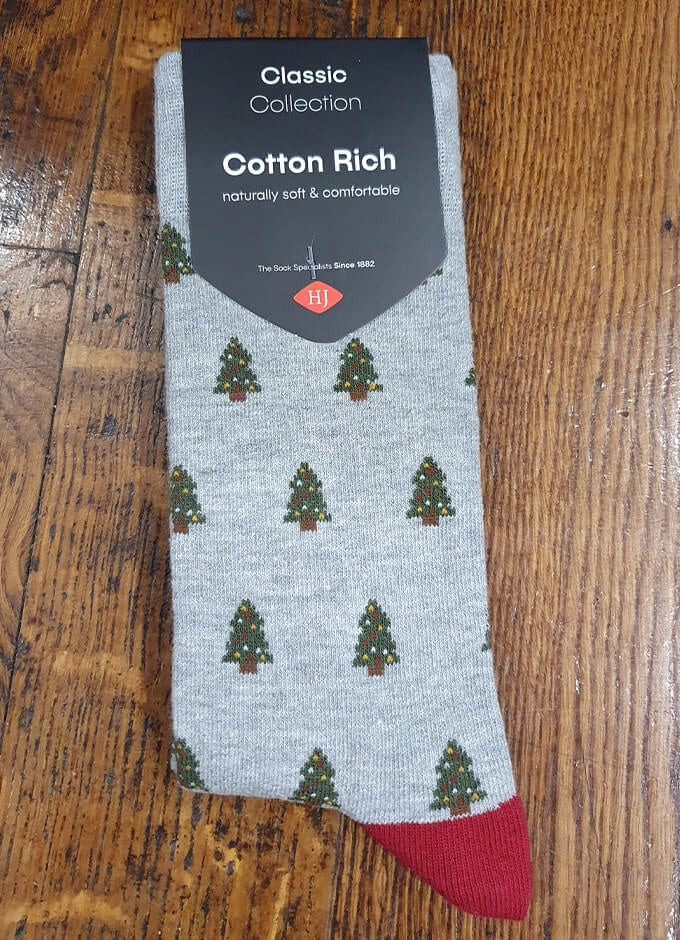 Classic
Collection
Cotton Rich
naturally soft & comfortable
The Sock Specialists Since 1882
HJ